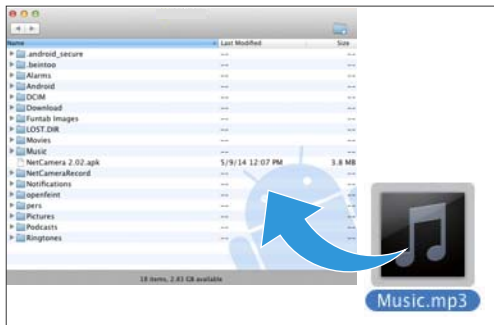 Name Last Modified Size
.android_secure --
.beintoo -- --
Alarms -- --
Android -- --
DCIM -- --
Download -- --
Funtab Images -- --
LOST.DIR -- --
Movies -- --
Music -- --
NetCamera 2.02.apk 5/9/14 12:07 PM 3.8 MB
NetCameraRecord -- --
Notifications -- --
openfeint -- --
pers -- --
Pictures -- --
Podcasts -- --
Ringtones -- --
18 items, 2.83 GB available
Music.mp3